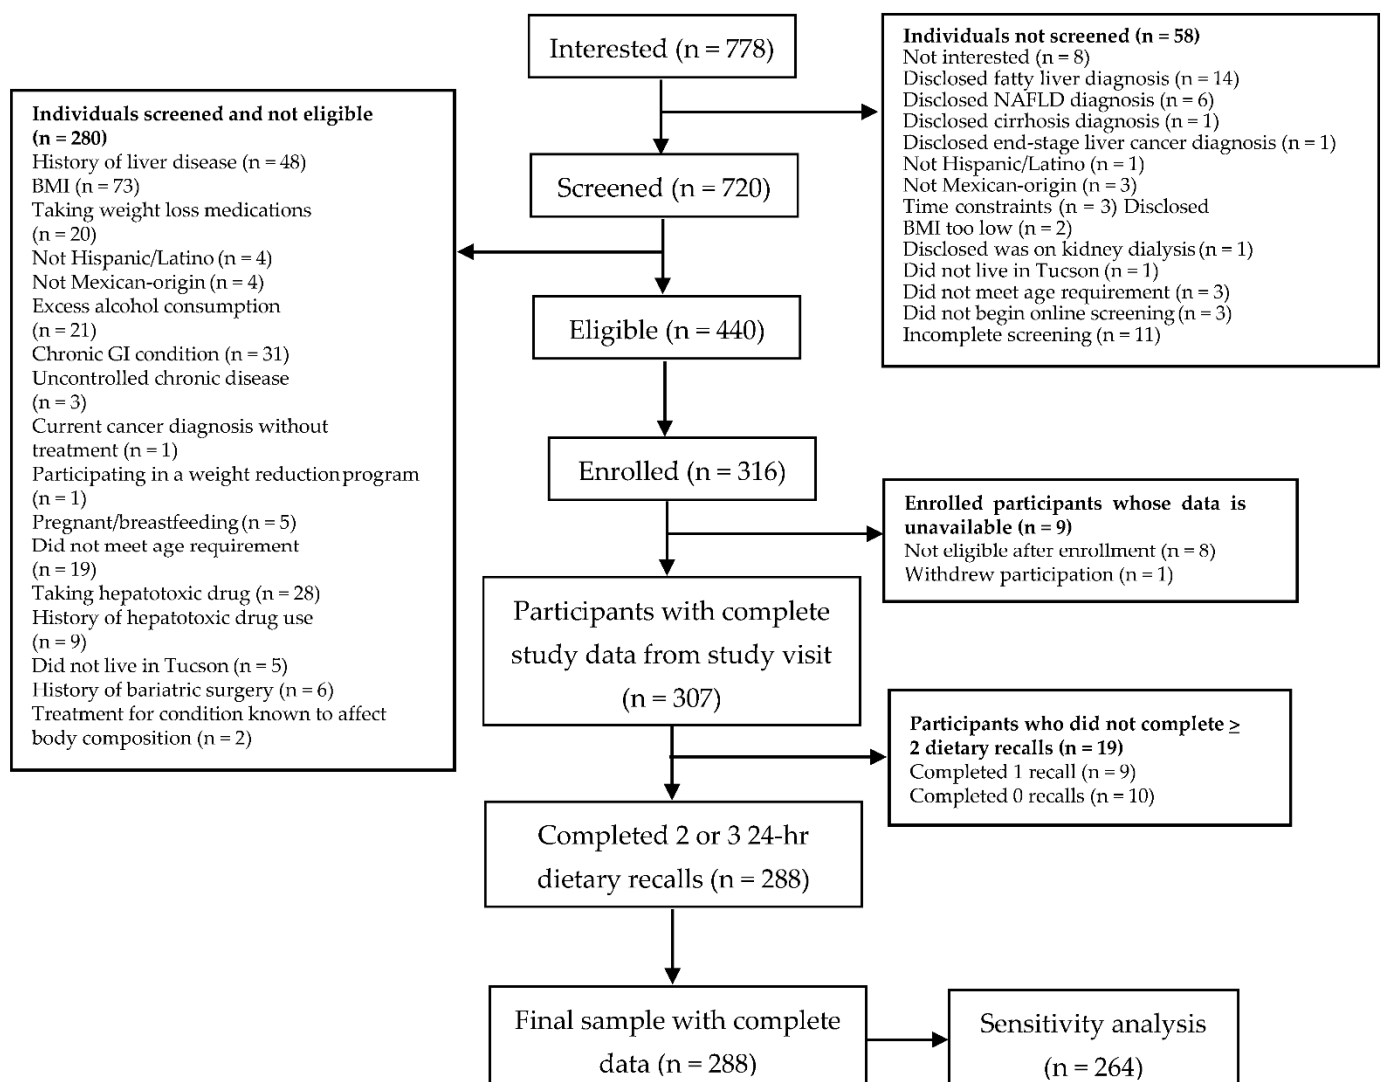 Interested (n = 778)
Individuals not screened (n = 58)
Not interested (n = 8)
Disclosed fatty liver diagnosis (n = 14)
Disclosed NAFLD diagnosis (n = 6)
Disclosed cirrhosis diagnosis (n = 1)
Disclosed end-stage liver cancer diagnosis (n = 1)
Not Hispanic/Latino (n = 1)
Not Mexican-origin (n = 3)
Time constraints (n = 3) Disclosed
BMI too low (n = 2)
Disclosed was on kidney dialysis (n = 1)
Did not live in Tucson (n = 1)
Did not meet age requirement (n = 3)
Did not begin online screening (n = 3)
Incomplete screening (n = 11)
Screened (n = 720)
Individuals screened and not eligible
(n = 280)
History of liver disease (n = 48)
BMI (n = 73)
Taking weight loss medications
(n = 20)
Not Hispanic/Latino (n = 4)
Not Mexican-origin (n = 4)
Excess alcohol consumption
(n = 21)
Chronic GI condition (n = 31)
Uncontrolled chronic disease
(n = 3)
Current cancer diagnosis without
treatment (n = 1)
Participating in a weight reduction program
(n = 1)
Pregnant/breastfeeding (n = 5)
Did not meet age requirement
(n = 19)
Taking hepatotoxic drug (n = 28)
History of hepatotoxic drug use
(n = 9)
Did not live in Tucson (n = 5)
History of bariatric surgery (n = 6)
Treatment for condition known to affect
body composition (n = 2)
Eligible (n = 440)
Enrolled (n = 316)
Enrolled participants whose data is
unavailable (n = 9)
Not eligible after enrollment (n = 8)
Withdrew participation (n = 1)
Participants with complete
study data from study visit
(n = 307)
Participants who did not complete ≥
2 dietary recalls (n = 19)
Completed 1 recall (n = 9)
Completed 0 recalls (n = 10)
Completed 2 or 3 24-hr
dietary recalls (n = 288)
Final sample with complete
data (n = 288)
Sensitivity analysis
(n = 264)